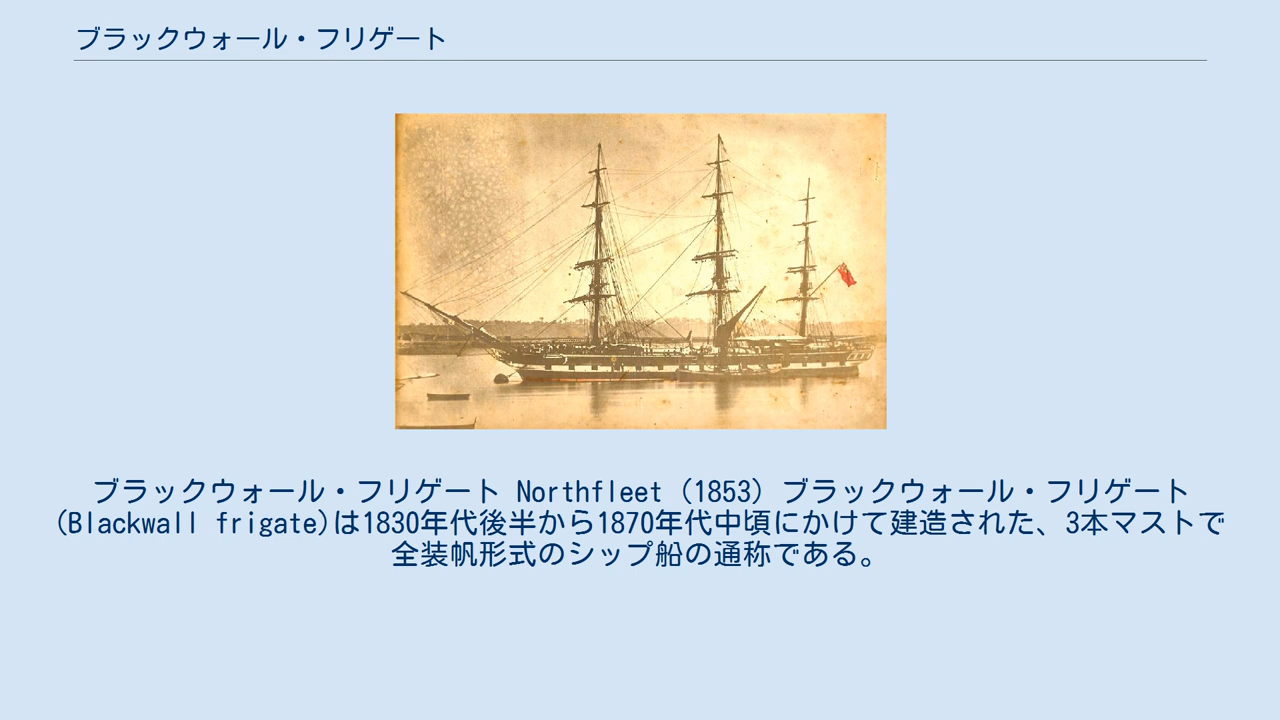 ブラックウォール・フリゲート
ブラックウォール・フリゲート Northfleet (1853) ブラックウォール・フリゲート
(Blackwall frigate)は1830年代後半から1870年代中頃にかけて建造された、3本マストで
全装帆形式のシップ船の通称である。